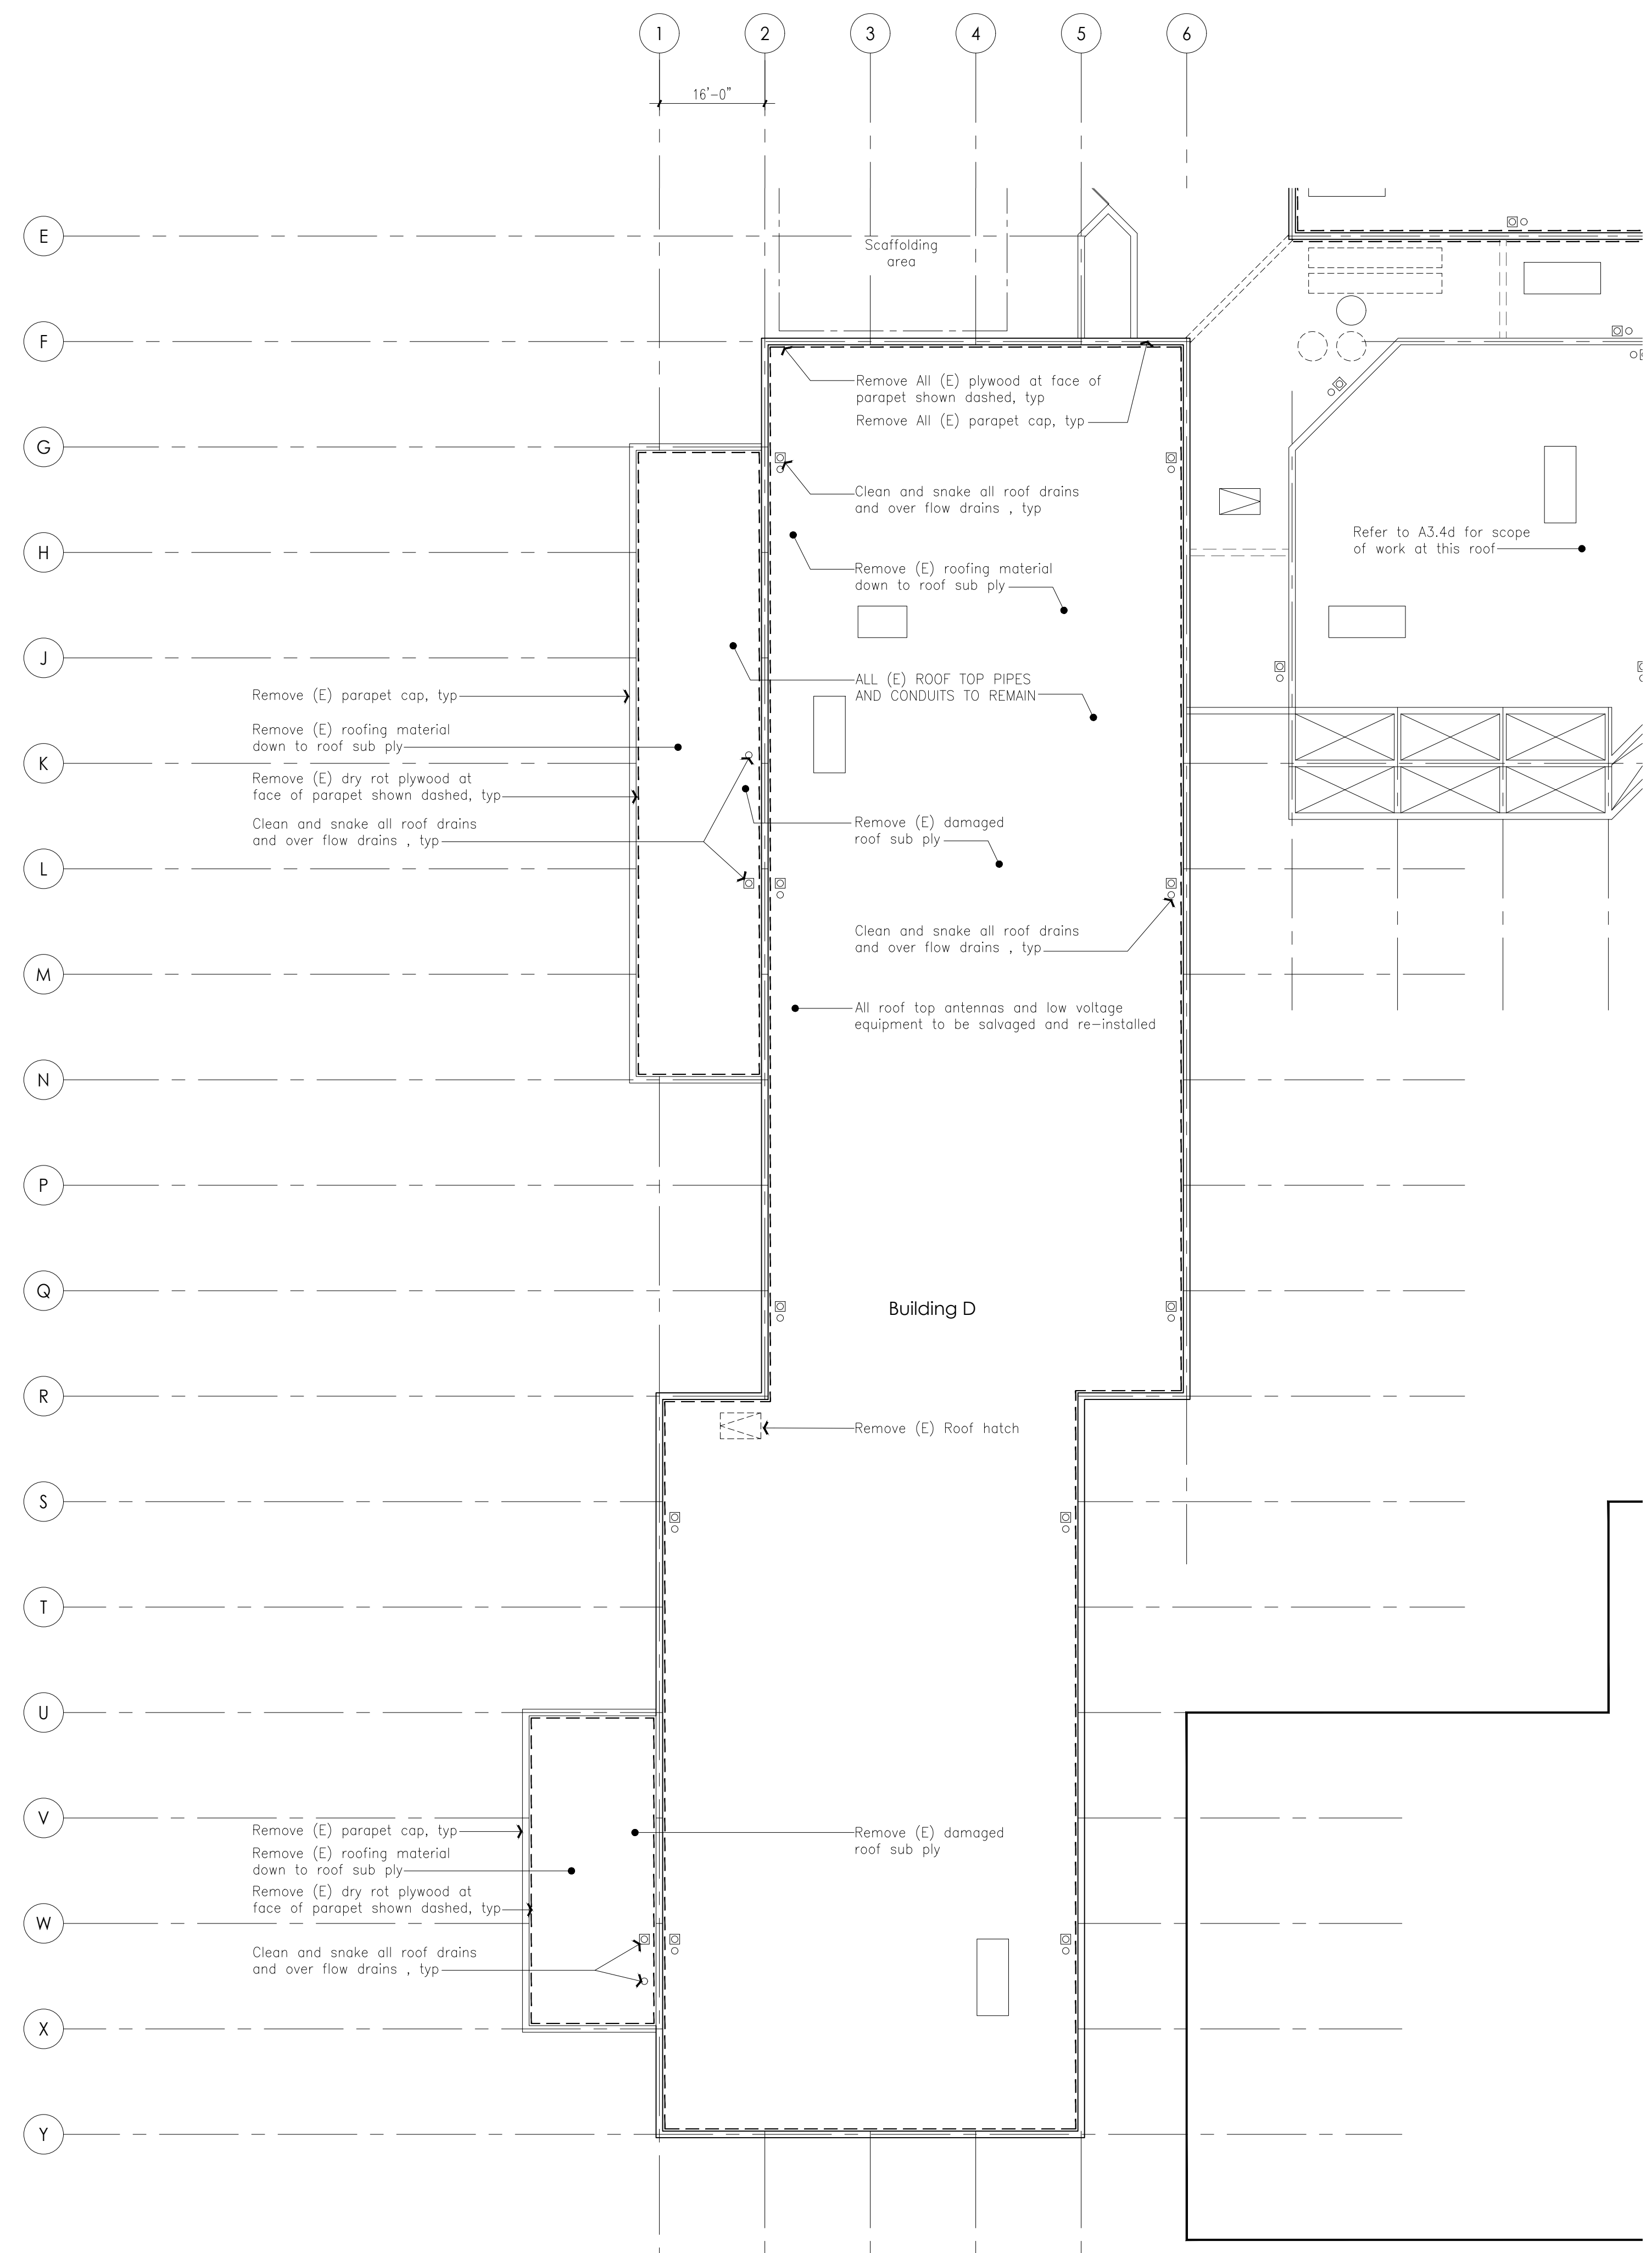 1 2 3 4 5 6
16'-0"
E
Scaffolding
area
F
Remove All (E) plywood at face of
parapet shown dashed, typ
Remove All (E) parapet cap, typ
G
Clean and snake all roof drains
and over flow drains , typ
Refer to A3.4d for scope
of work at this roof
H
Remove (E) roofing material
down to roof sub ply
J
ALL (E) ROOF TOP PIPES
AND CONDUITS TO REMAIN
Remove (E) parapet cap, typ
Remove (E) roofing material
down to roof sub ply
K
Remove (E) dry rot plywood at
face of parapet shown dashed, typ
Clean and snake all roof drains
and over flow drains , typ
Remove (E) damaged
roof sub ply
L
Clean and snake all roof drains
and over flow drains , typ
M
All roof top antennas and low voltage
equipment to be salvaged and re-installed
N
P
Q
Building D
R
Remove (E) Roof hatch
S
T
U
V
Remove (E) parapet cap, typ
Remove (E) roofing material
down to roof sub ply
Remove (E) damaged
roof sub ply
Remove (E) dry rot plywood at
face of parapet shown dashed, typ
W
Clean and snake all roof drains
and over flow drains , typ
X
Y